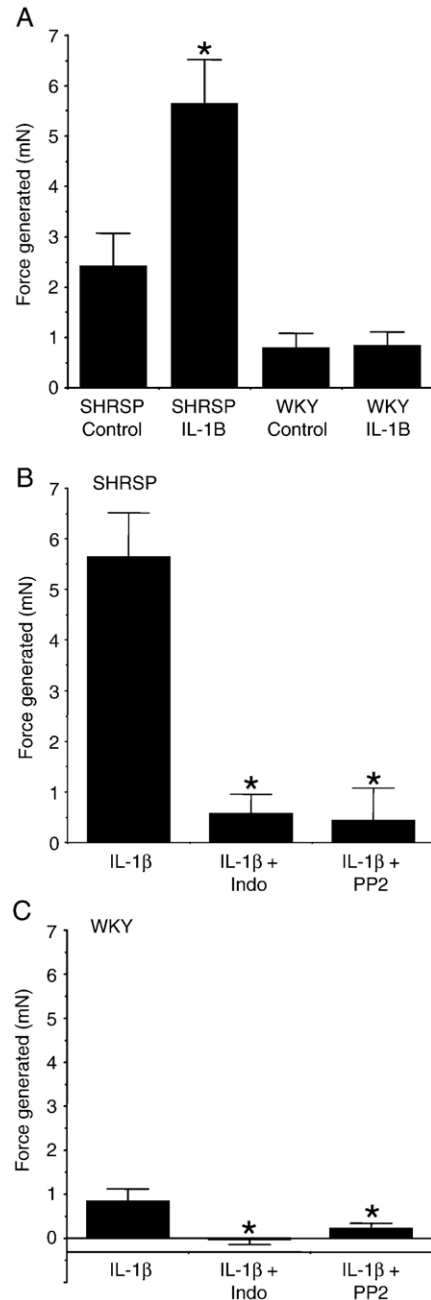 A
Force generated (mN)
7
6
5
4
3
2
1
0
*
SHRSP Control
SHRSP IL-1B
WKY Control
WKY IL-1B
B
SHRSP
Force generated (mN)
7
6
5
4
3
2
1
0
*
*
IL-1β
IL-1β + Indo
IL-1β + PP2
C
WKY
Force generated (mN)
7
6
5
4
3
2
1
0
*
*
IL-1β
IL-1β + Indo
IL-1β + PP2